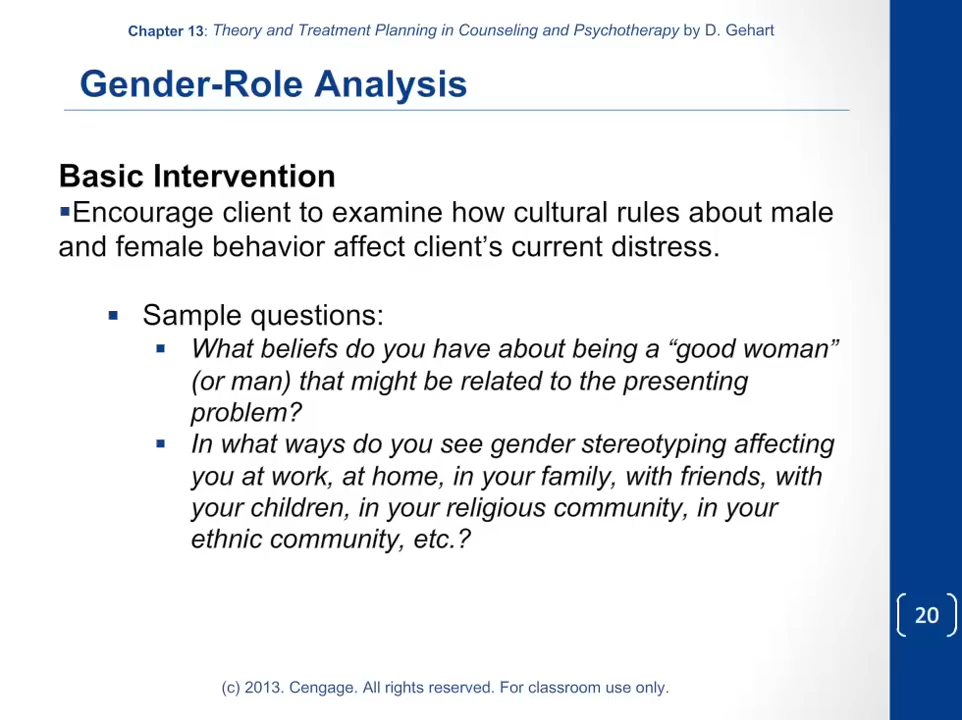 Chapter 13: Theory and Treatment Planning in Counseling and Psychotherapy by D. Gehart
Gender-Role Analysis
Basic Intervention
▪Encourage client to examine how cultural rules about male
and female behavior affect client’s current distress.
▪ Sample questions:
▪ What beliefs do you have about being a “good woman”
(or man) that might be related to the presenting
problem?
▪ In what ways do you see gender stereotyping affecting
you at work, at home, in your family, with friends, with
your children, in your religious community, in your
ethnic community, etc.?
20
(c) 2013. Cengage. All rights reserved. For classroom use only.